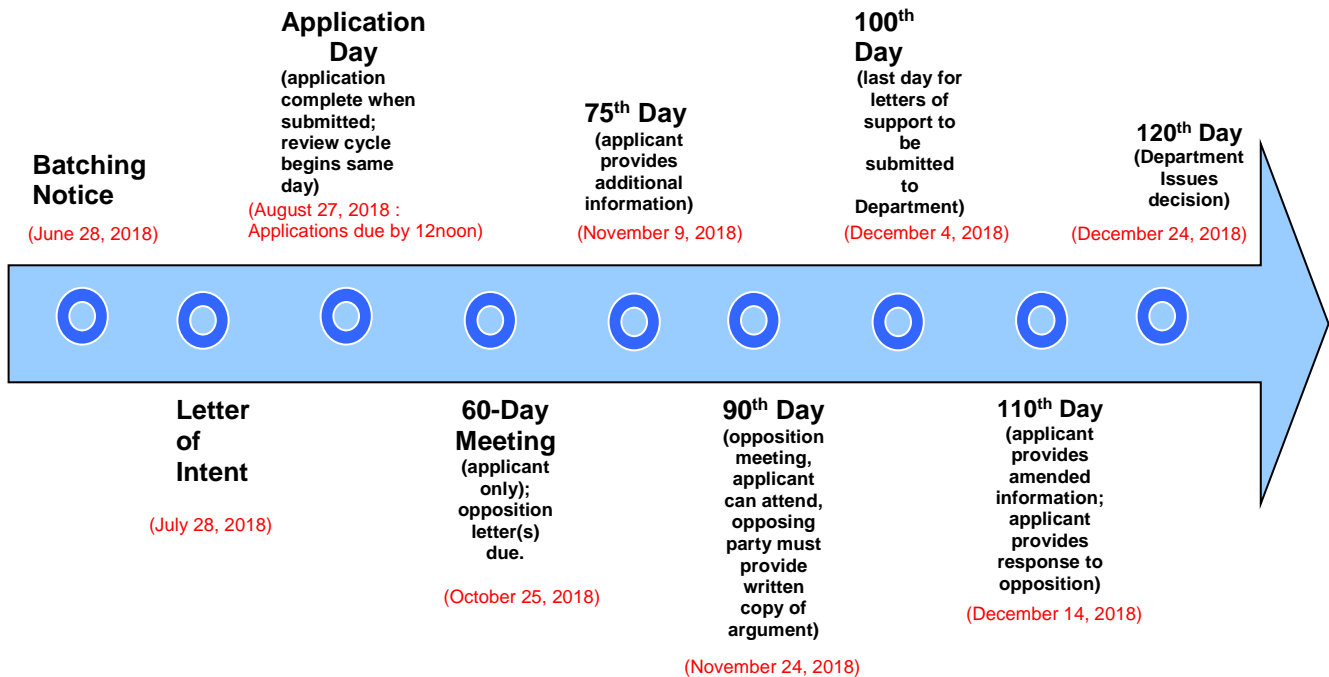 Batching
Notice
(June 28, 2018)
Letter
of
Intent
(July 28, 2018)
Application
Day
(application
complete when
submitted;
review cycle
begins same
day)
(August 27, 2018 :
Applications due by 12noon)
60-Day
Meeting
(applicant
only);
opposition
letter(s)
due.
(October 25, 2018)
75th Day
(applicant
provides
additional
information)
(November 9, 2018)
90th Day
(opposition
meeting,
applicant
can attend,
opposing
party must
provide
written
copy of
argument)
(November 24, 2018)
100th
Day
(last day for
letters of
support to
be
submitted
to
Department)
(December 4, 2018)
110th Day
(applicant
provides
amended
information;
applicant
provides
response to
opposition)
(December 14, 2018)
120th Day
(Department
Issues
decision)
(December 24, 2018)